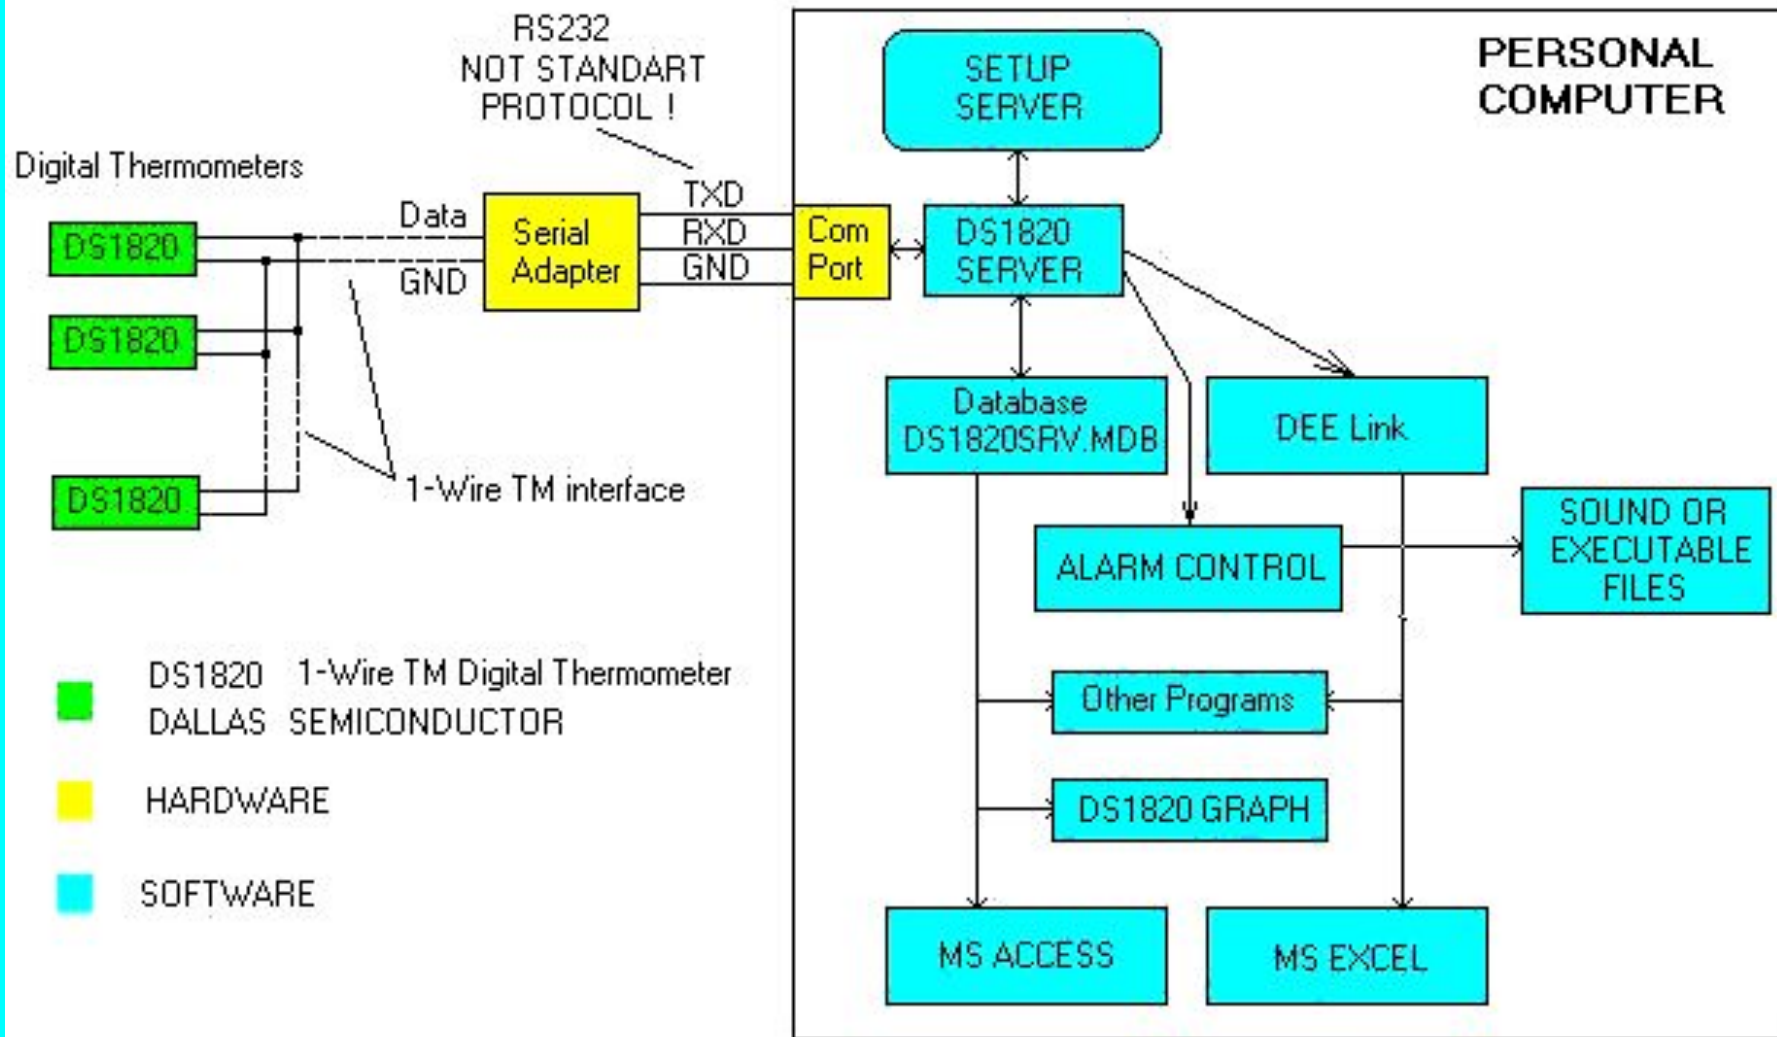 RS232
NOT STANDART
PROTOCOL !
PERSONAL
COMPUTER
SETUP
SERVER
Digital Thermometers
DS1820
DS1820
DS1820
Data
GND
Serial
Adapter
TXD
RXD
GND
Com
Port
DS1820
SERVER
1-Wire TM interface
Database
DS1820SRV.MDB
DEE Link
ALARM CONTROL
SOUND OR
EXECUTABLE
FILES
Other Programs
DS1820 GRAPH
MS ACCESS
MS EXCEL
DS1820 1-Wire TM Digital Thermometer
DALLAS SEMICONDUCTOR
HARDWARE
SOFTWARE